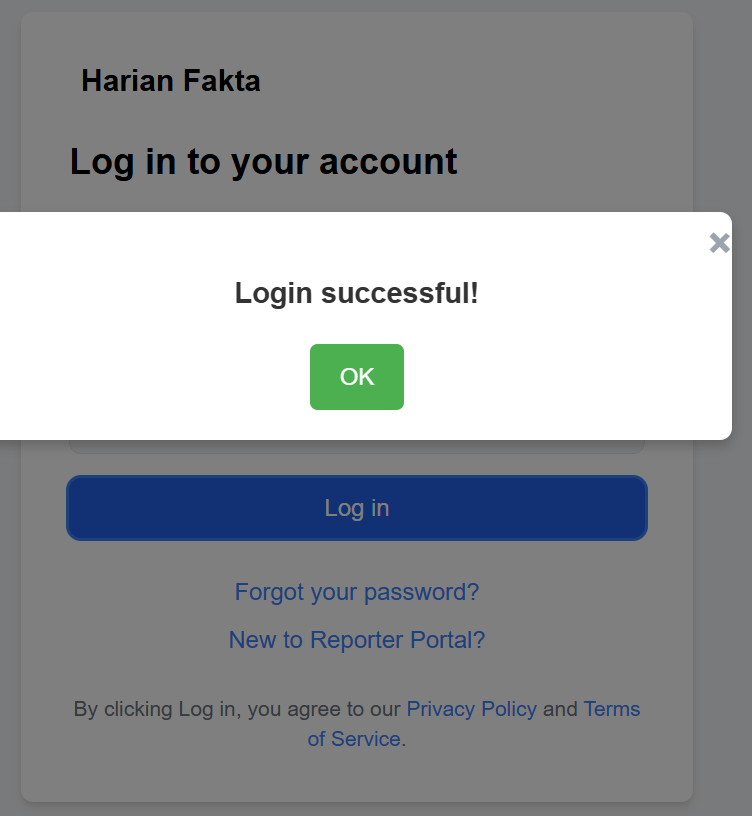 Harian Fakta
Log in to your account
×
Login successful!
OK
Log in
Forgot your password?
New to Reporter Portal?
By clicking Log in, you agree to our Privacy Policy and Terms
of Service.